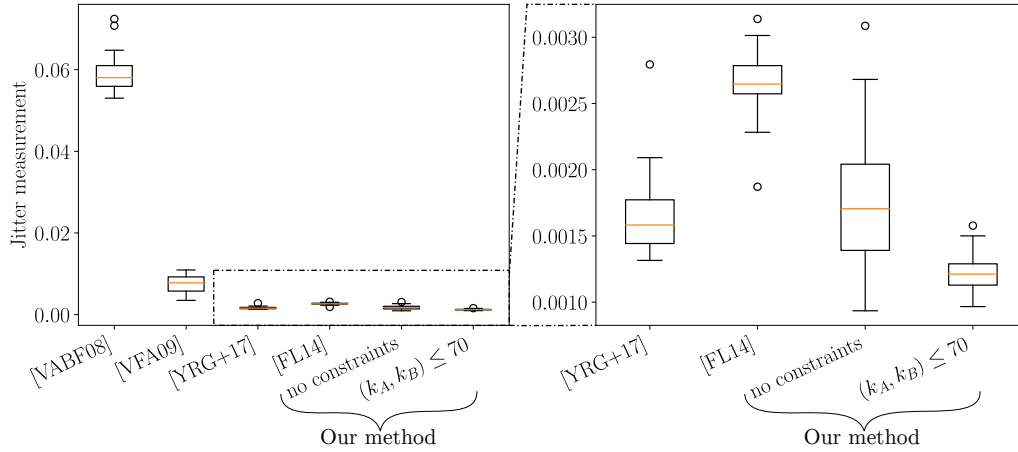 Jitter measurement
0.06
0.04
0.02
0.00
[VABF08]
[VFA09]
[YRG+17]
[FL14]
no constraints
(k_A, k_B) ≤ 70
Our method
0.0030
0.0025
0.0020
0.0015
0.0010
[YRG+17]
[FL14]
no constraints
(k_A, k_B) ≤ 70
Our method